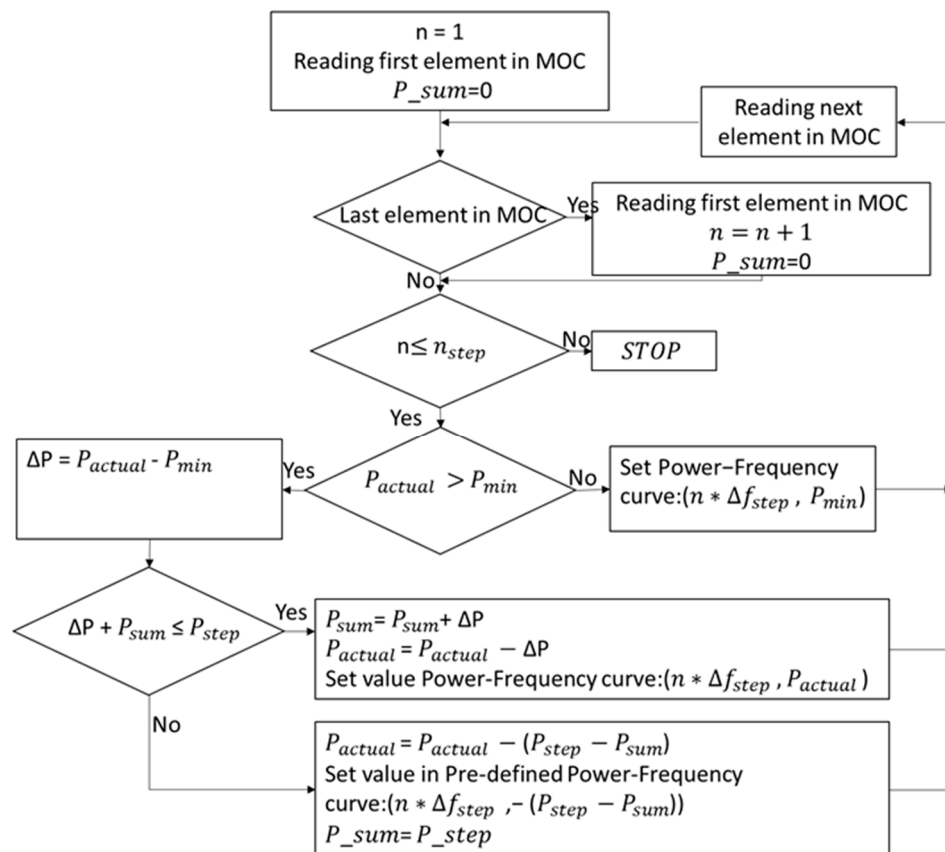 n = 1
Reading first element in MOC
P_sum=0
Reading next
element in MOC
Last element in MOC
Yes
Reading first element in MOC
n = n + 1
P_sum=0
No
n≤ n_step
No
STOP
Yes
ΔP = P_actual - P_min
Yes
P_actual > P_min
No
Set Power−Frequency
curve:(n * Δf_step , P_min)
ΔP + P_sum ≤ P_step
Yes
P_sum= P_sum+ ΔP
P_actual = P_actual − ΔP
Set value Power-Frequency curve:(n * Δf_step , P_actual )
No
P_actual = P_actual − (P_step − P_sum)
Set value in Pre-defined Power-Frequency
curve:(n * Δf_step ,- (P_step − P_sum))
P_sum= P_step